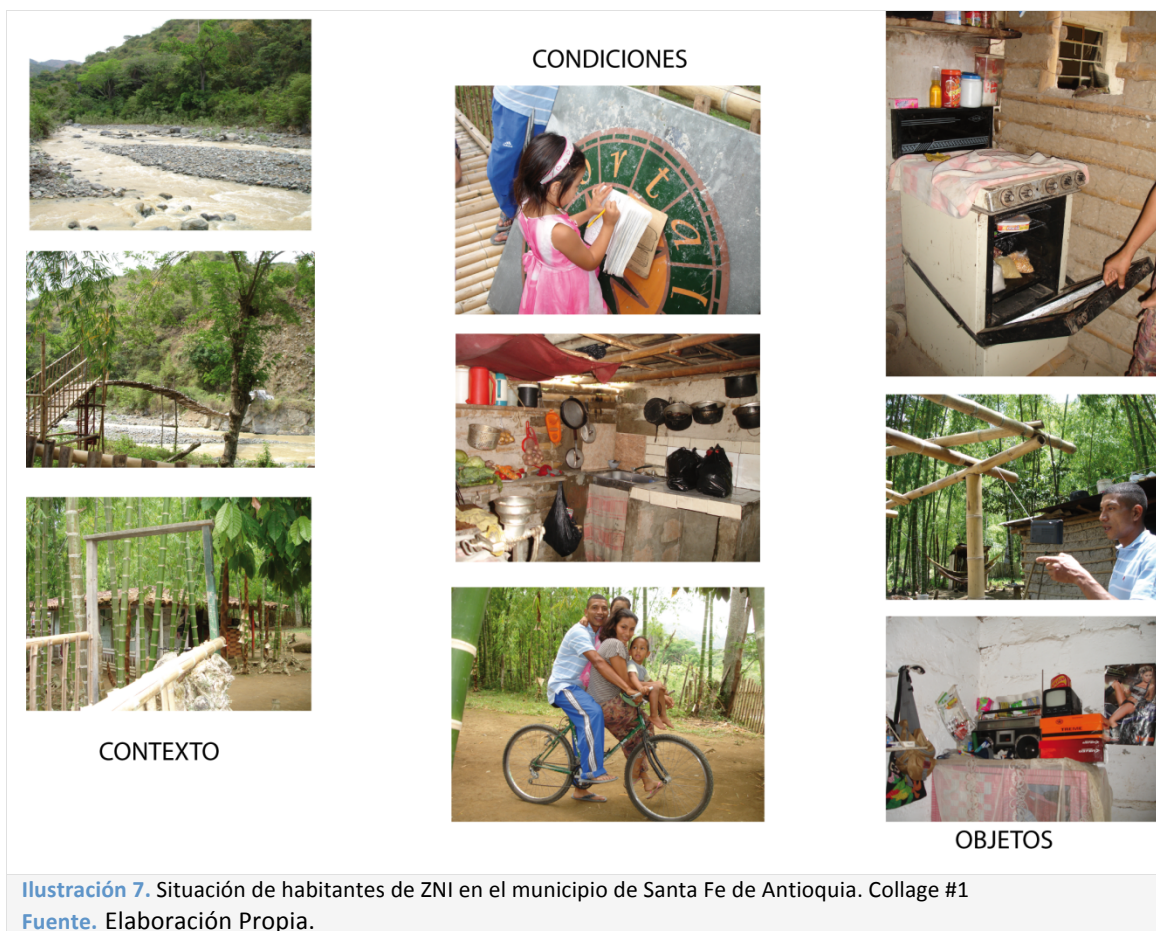 CONDICIONES
ortal
CONTEXTO
OBJETOS
Ilustración 7. Situación de habitantes de ZNI en el municipio de Santa Fe de Antioquia. Collage #1
Fuente. Elaboración Propia.